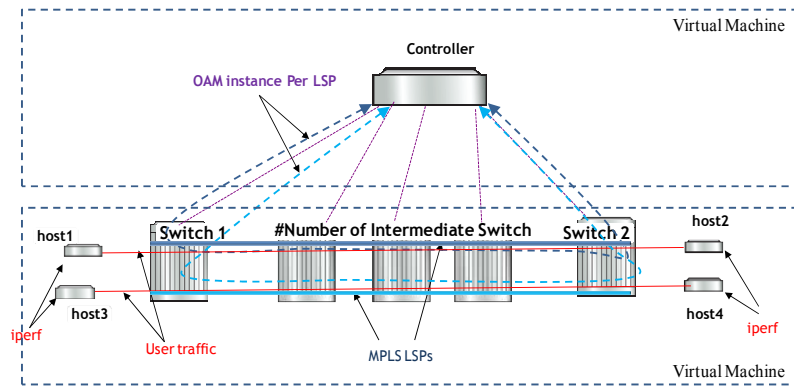 Virtual Machine
Controller
OAM instance Per LSP
Switch 1
#Number of Intermediate Switch
Switch 2
host1
host2
iperf
host3
User traffic
MPLS LSPs
host4
iperf
Virtual Machine